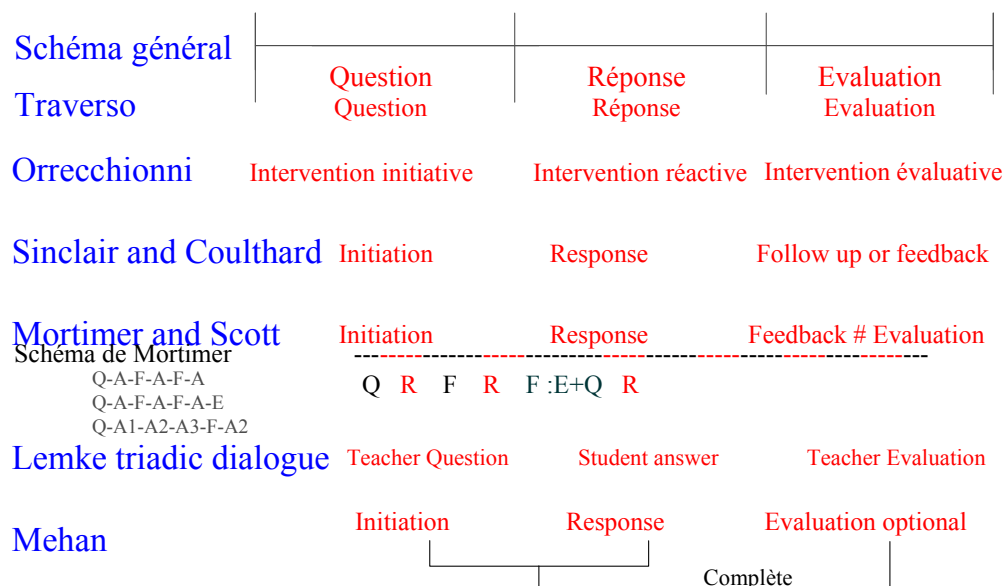 Schéma général
Question Réponse Evaluation
Traverso Question Réponse Evaluation
Orrecchionni Intervention initiative Intervention réactive Intervention évaluative
Sinclair and Coulthard Initiation Response Follow up or feedback
Mortimer and Scott Initiation Response Feedback # Evaluation
Schéma de Mortimer
Q-A-F-A-F-A
Q R F R F :E+Q R
Q-A-F-A-F-A-E
Q-A1-A2-A3-F-A2
Lemke triadic dialogue Teacher Question Student answer Teacher Evaluation
Mehan Initiation Response Evaluation optional
Complète